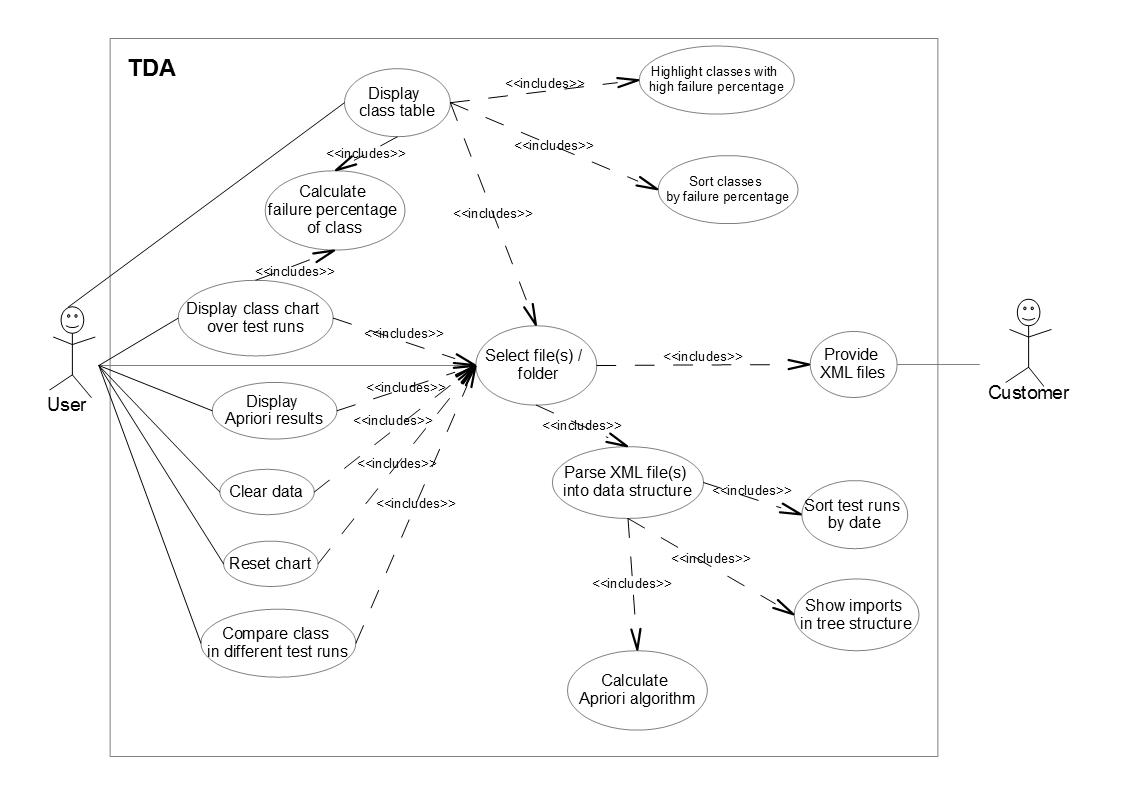 TDA
Display
class table
<<includes>>
Highlight classes with
high failure percentage
<<includes>>
<<includes>>
Sort classes
by failure percentage
Calculate
failure percentage
of class
<<includes>>
<<includes>>
Display class chart
over test runs
<<includes>>
Select file(s) /
folder
<<includes>>
Provide
XML files
User
Customer
Display
Apriori results
<<includes>>
<<includes>>
<<includes>>
Parse XML file(s)
into data structure
<<includes>>
Clear data
<<includes>>
<<includes>>
Sort test runs
by date
Reset chart
<<includes>>
<<includes>>
<<includes>>
Show imports
in tree structure
Compare class
in different test runs
Calculate
Apriori algorithm